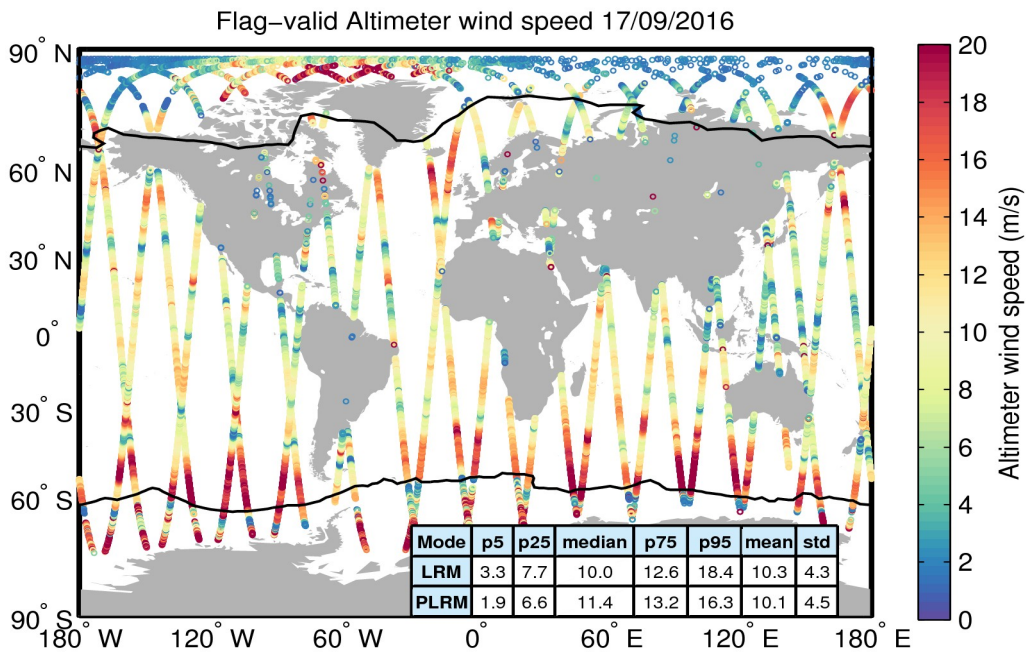 Flag−valid Altimeter wind speed 17/09/2016
90° N
60° N
30° N
0°
30° S
60° S
90° S
180° W
120° W
60° W
0°
60° E
120° E
180° E
Mode p5 p25 median p75 p95 mean std
LRM 3.3 7.7 10.0 12.6 18.4 10.3 4.3
PLRM 1.9 6.6 11.4 13.2 16.3 10.1 4.5
20
18
16
14
12
10
8
6
4
2
0
Altimeter wind speed (m/s)